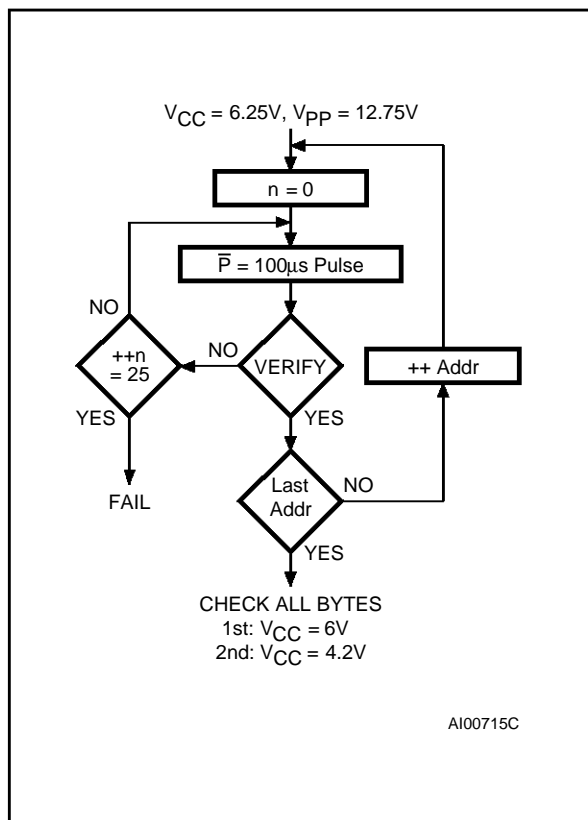 VCC = 6.25V, VPP = 12.75V
n = 0
P̅ = 100µs Pulse
NO
++n
= 25
NO
VERIFY
++ Addr
YES
YES
Last
Addr
NO
FAIL
YES
CHECK ALL BYTES
1st: VCC = 6V
2nd: VCC = 4.2V
AI00715C